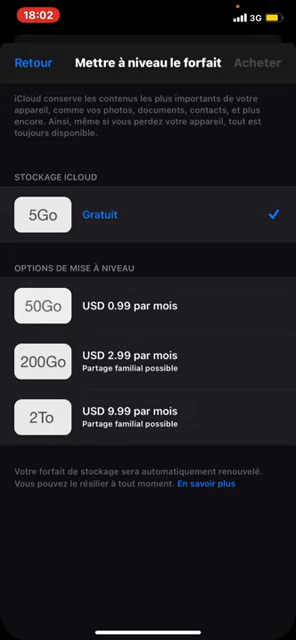 18:02
3G
Retour
Mettre à niveau le forfait
Acheter
iCloud conserve les contenus les plus importants de votre
appareil, comme vos photos, documents, contacts, et plus
encore. Ainsi, même si vous perdez votre appareil, tout est
toujours disponible.
STOCKAGE ICLOUD
5Go
Gratuit
OPTIONS DE MISE À NIVEAU
50Go
USD 0.99 par mois
200Go
USD 2.99 par mois
Partage familial possible
2To
USD 9.99 par mois
Partage familial possible
Votre forfait de stockage sera automatiquement renouvelé.
Vous pouvez le résilier à tout moment. En savoir plus